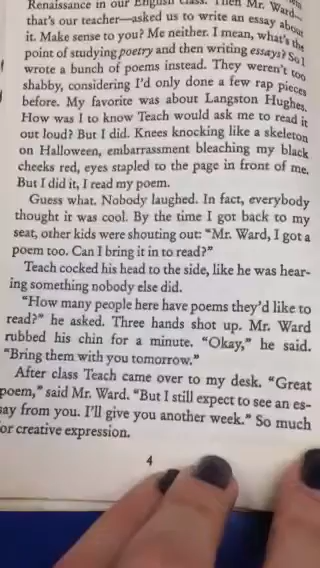 Renaissance in our English class. Then Mr. Ward—
that's our teacher—asked us to write an essay about
it. Make sense to you? Me neither. I mean, what's the
point of studying poetry and then writing essays? So I
wrote a bunch of poems instead. They weren't too
shabby, considering I'd only done a few rap pieces
before. My favorite was about Langston Hughes.
How was I to know Teach would ask me to read it
out loud? But I did. Knees knocking like a skeleton
on Halloween, embarrassment bleaching my black
cheeks red, eyes stapled to the page in front of me.
But I did it, I read my poem.
Guess what. Nobody laughed. In fact, everybody
thought it was cool. By the time I got back to my
seat, other kids were shouting out: "Mr. Ward, I got a
poem too. Can I bring it in to read?"
Teach cocked his head to the side, like he was hear-
ing something nobody else did.
"How many people here have poems they'd like to
read?" he asked. Three hands shot up. Mr. Ward
rubbed his chin for a minute. "Okay," he said.
"Bring them with you tomorrow."
After class Teach came over to my desk. "Great
poem," said Mr. Ward. "But I still expect to see an es-
say from you. I'll give you another week." So much
or creative expression.
4